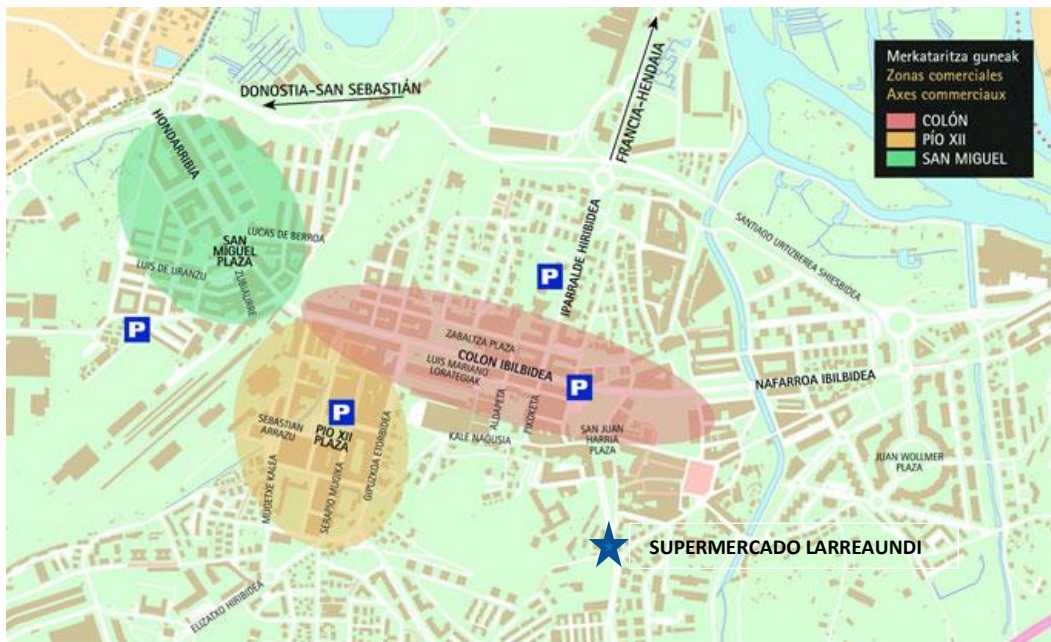 DONOSTIA-SAN SEBASTIÁN
FRANCIA-HENDAIA
Merkataritza guneak
Zonas comerciales
Axes commerciaux
COLÓN
PÍO XII
SAN MIGUEL
HONDARRIBIA
LUCAS DE BERROA
SAN
MIGUEL
PLAZA
LUIS DE URANZU
ZUBIAURRE
SANTIAGO URTIZBEREA SHIESBIDEA
P
IPARRALDE HIRIBIDEA
P
ZABALTZA PLAZA
COLON IBILBIDEA
LUIS MARIANO
LORATEGIAK
P
NAFARROA IBILBIDEA
ALDAPETA
PIKOKETA
P
SEBASTIAN
ARRAZU
PIO XII
PLAZA
GIPUZKOA ETORBIDEA
KALE NAGUSIA
SAN JUAN
HARRIA
PLAZA
JUAN WOLLMER
PLAZA
MUGETXE KALEA
SERAPIO MUGIKA
SUPERMERCADO LARREAUNDI
ELIZATXO HIRIBIDEA